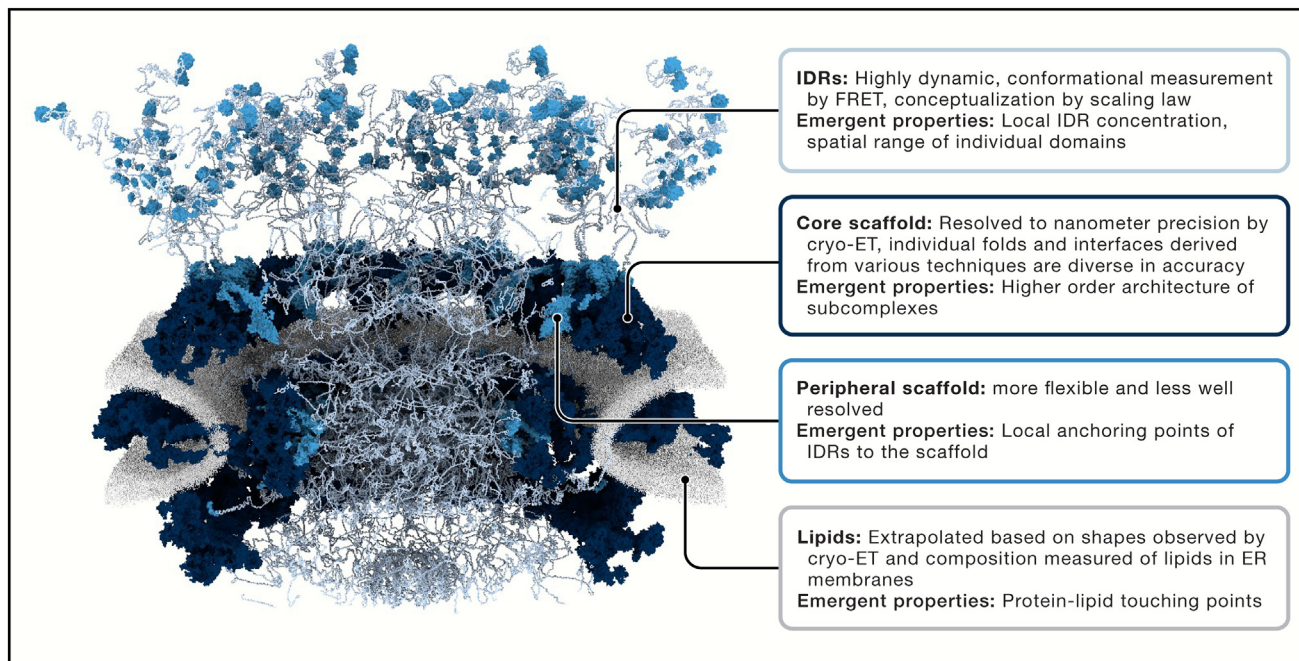 IDRs: Highly dynamic, conformational measurement
by FRET, conceptualization by scaling law
Emergent properties: Local IDR concentration,
spatial range of individual domains
Core scaffold: Resolved to nanometer precision by
cryo-ET, individual folds and interfaces derived
from various techniques are diverse in accuracy
Emergent properties: Higher order architecture of
subcomplexes
Peripheral scaffold: more flexible and less well
resolved
Emergent properties: Local anchoring points of
IDRs to the scaffold
Lipids: Extrapolated based on shapes observed by
cryo-ET and composition measured of lipids in ER
membranes
Emergent properties: Protein-lipid touching points